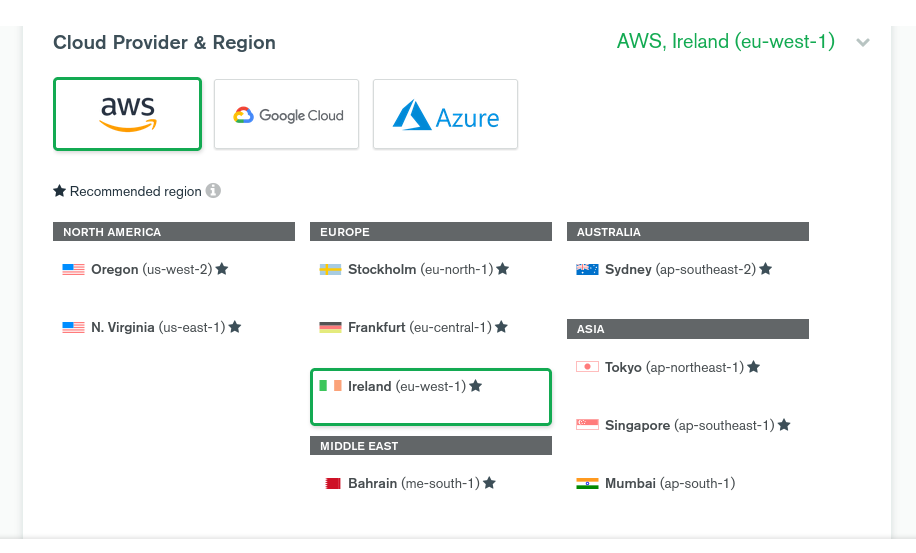 Cloud Provider & Region
AWS, Ireland (eu-west-1)
aws
Google Cloud
Azure
★ Recommended region i
NORTH AMERICA
Oregon (us-west-2) ★
N. Virginia (us-east-1) ★
EUROPE
Stockholm (eu-north-1) ★
Frankfurt (eu-central-1) ★
Ireland (eu-west-1) ★
MIDDLE EAST
Bahrain (me-south-1) ★
AUSTRALIA
Sydney (ap-southeast-2) ★
ASIA
Tokyo (ap-northeast-1) ★
Singapore (ap-southeast-1) ★
Mumbai (ap-south-1)